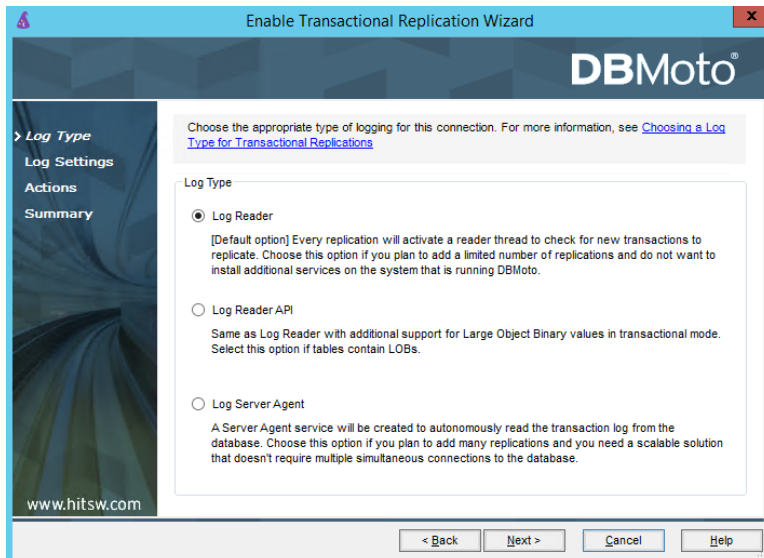 Enable Transactional Replication Wizard
x
DBMoto®
Log Type
Log Settings
Actions
Summary
www.hitsw.com
Choose the appropriate type of logging for this connection. For more information, see Choosing a Log
Type for Transactional Replications
Log Type
Log Reader
[Default option] Every replication will activate a reader thread to check for new transactions to
replicate. Choose this option if you plan to add a limited number of replications and do not want to
install additional services on the system that is running DBMoto.
Log Reader API
Same as Log Reader with additional support for Large Object Binary values in transactional mode.
Select this option if tables contain LOBs.
Log Server Agent
A Server Agent service will be created to autonomously read the transaction log from the
database. Choose this option if you plan to add many replications and you need a scalable solution
that doesn't require multiple simultaneous connections to the database.
< Back
Next >
Cancel
Help